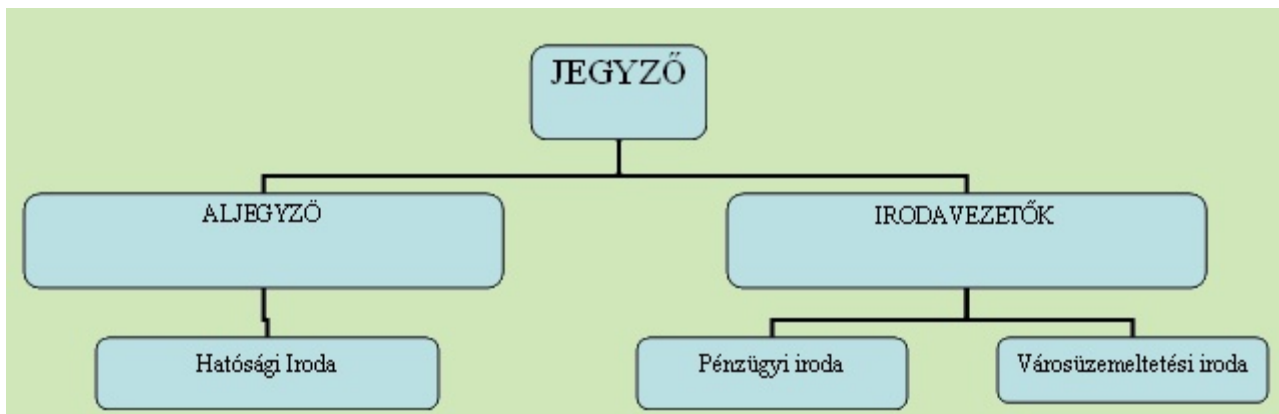 JEGYZŐ
ALJEGYZŐ
IRODAVEZETŐK
Hatósági Iroda
Pénzügyi iroda
Városüzemeltetési iroda